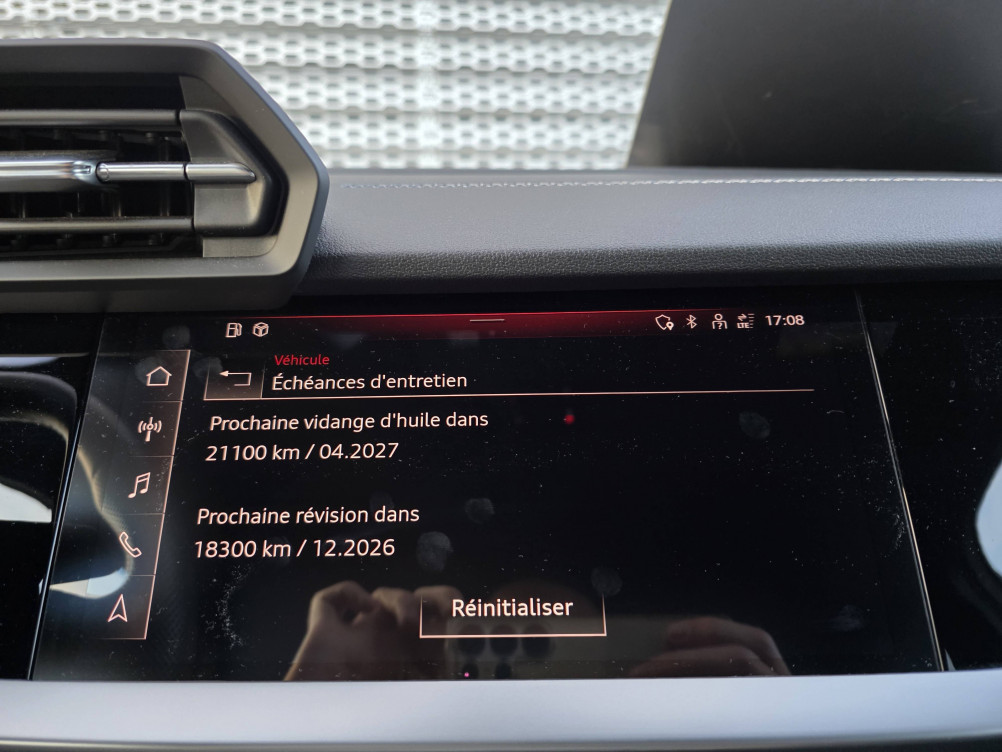 17:08
Véhicule
Échéances d'entretien
Prochaine vidange d'huile dans
21100 km / 04.2027
Prochaine révision dans
18300 km / 12.2026
Réinitialiser